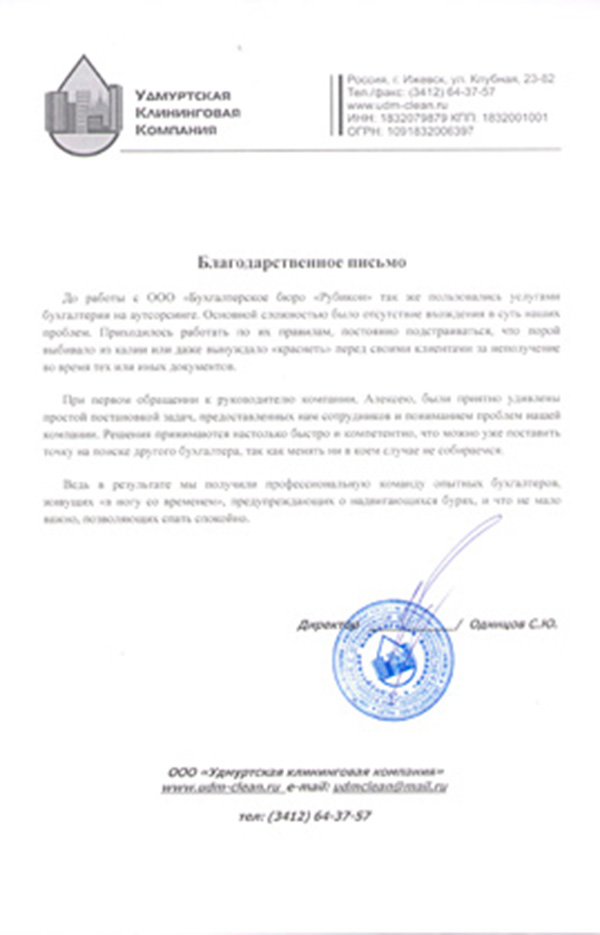 Удмуртская
Клининговая
Компания
Россия, г. Ижевск, ул. Клубная, 23-82
Тел./факс: (3412) 64-37-57
www.udm-clean.ru
ИНН: 1832079879 КПП: 1832001001
ОГРН: 1091832006397
Благодарственное письмо
До работы с ООО «Бухгалтерское бюро «Рубикон» так же пользовались услугами
бухгалтерии на аутсорсинге. Основной сложностью было отсутствие вхождения в суть наших
проблем. Приходилось работать по их правилам, постоянно подстраиваться, что порой
выбивало из калии или даже вынуждало «краснеть» перед своими клиентами за неполучение
во время тех или иных документов.
При первом обращении к руководителю компании, Алексею, были приятно удивлены
простой постановкой задач, предоставленных нам сотрудников и пониманием проблем нашей
компании. Решения принимаются настолько быстро и компетентно, что можно уже поставить
точку на поиске другого бухгалтера, так как менять ни в коем случае не собираемся.
Ведь в результате мы получили профессиональную команду опытных бухгалтеров,
живущих «в ногу со временем», предупреждающих о надвигающихся бурях, и что не мало
важно, позволяющих спать спокойно.
Директор / Одинцов С.Ю.
ООО «Удмуртская клининговая компания»
www.udm-clean.ru e-mail: udmclean@mail.ru
тел: (3412) 64-37-57